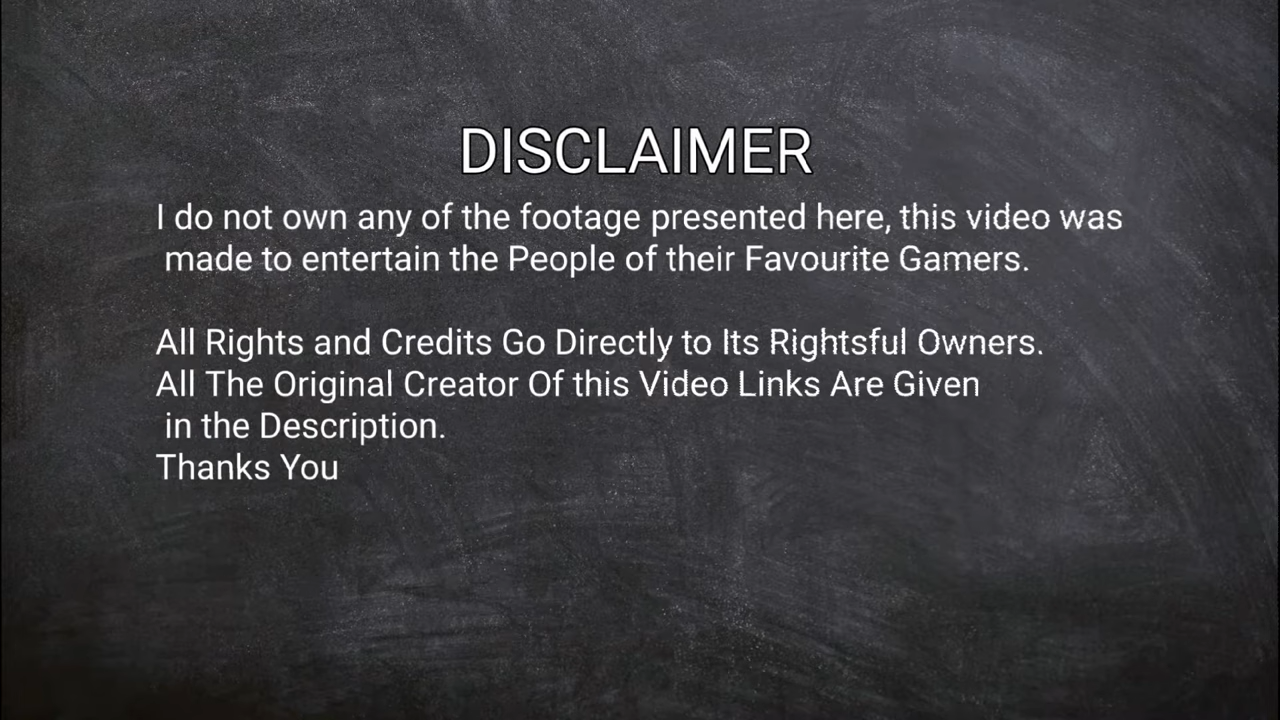 DISCLAIMER
I do not own any of the footage presented here, this video was
made to entertain the People of their Favourite Gamers.
All Rights and Credits Go Directly to Its Rightsful Owners.
All The Original Creator Of this Video Links Are Given
in the Description.
Thanks You